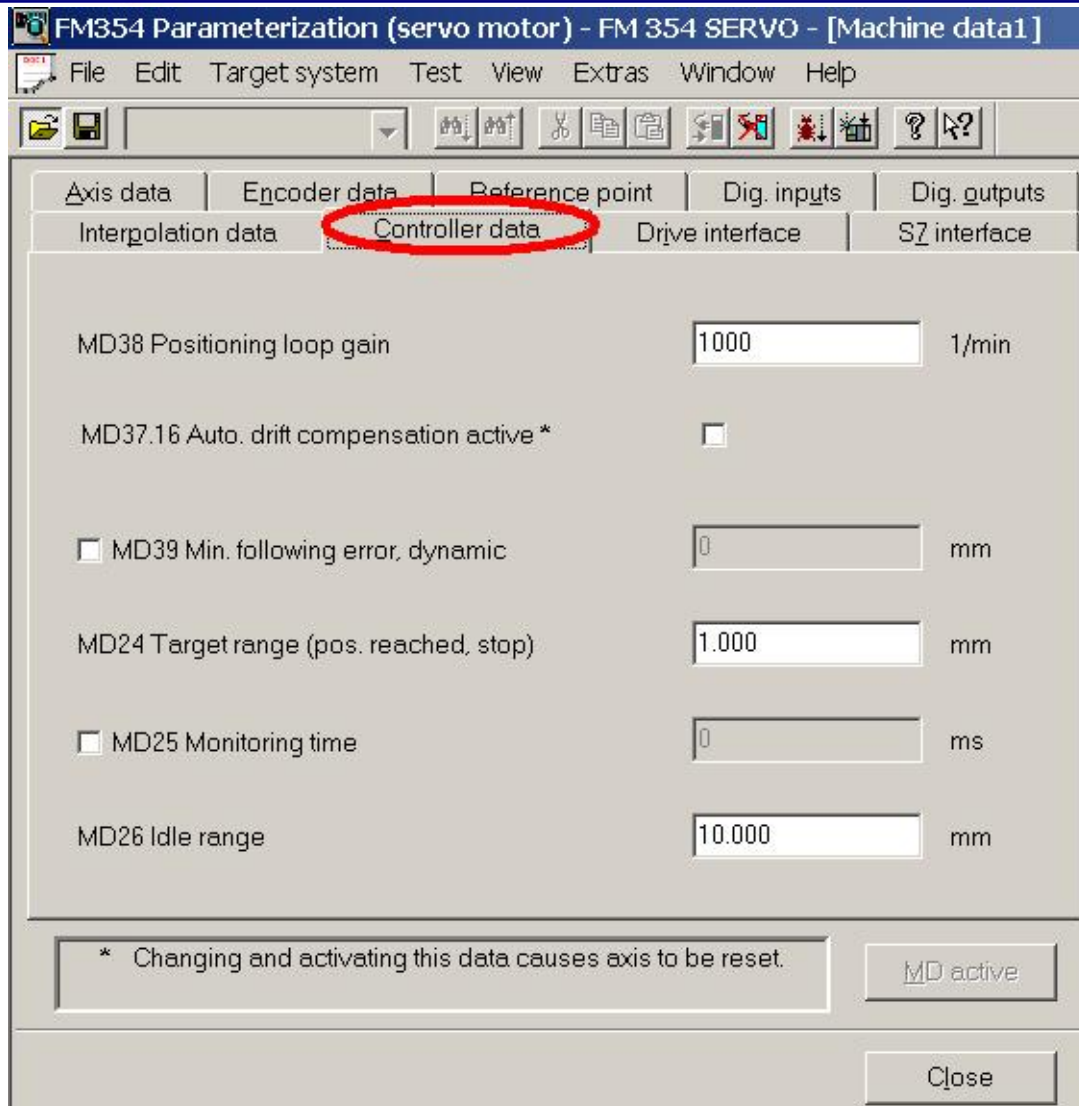 FM354 Parameterization (servo motor) - FM 354 SERVO - [Machine data1]
File Edit Target system Test View Extras Window Help
Axis data Encoder data Reference point Dig. inputs Dig. outputs
Interpolation data Controller data Drive interface S7 interface
MD38 Positioning loop gain 1000 1/min
MD37.16 Auto. drift compensation active *
MD39 Min. following error, dynamic 0 mm
MD24 Target range (pos. reached, stop) 1.000 mm
MD25 Monitoring time 0 ms
MD26 Idle range 10.000 mm
* Changing and activating this data causes axis to be reset.
MD active
Close